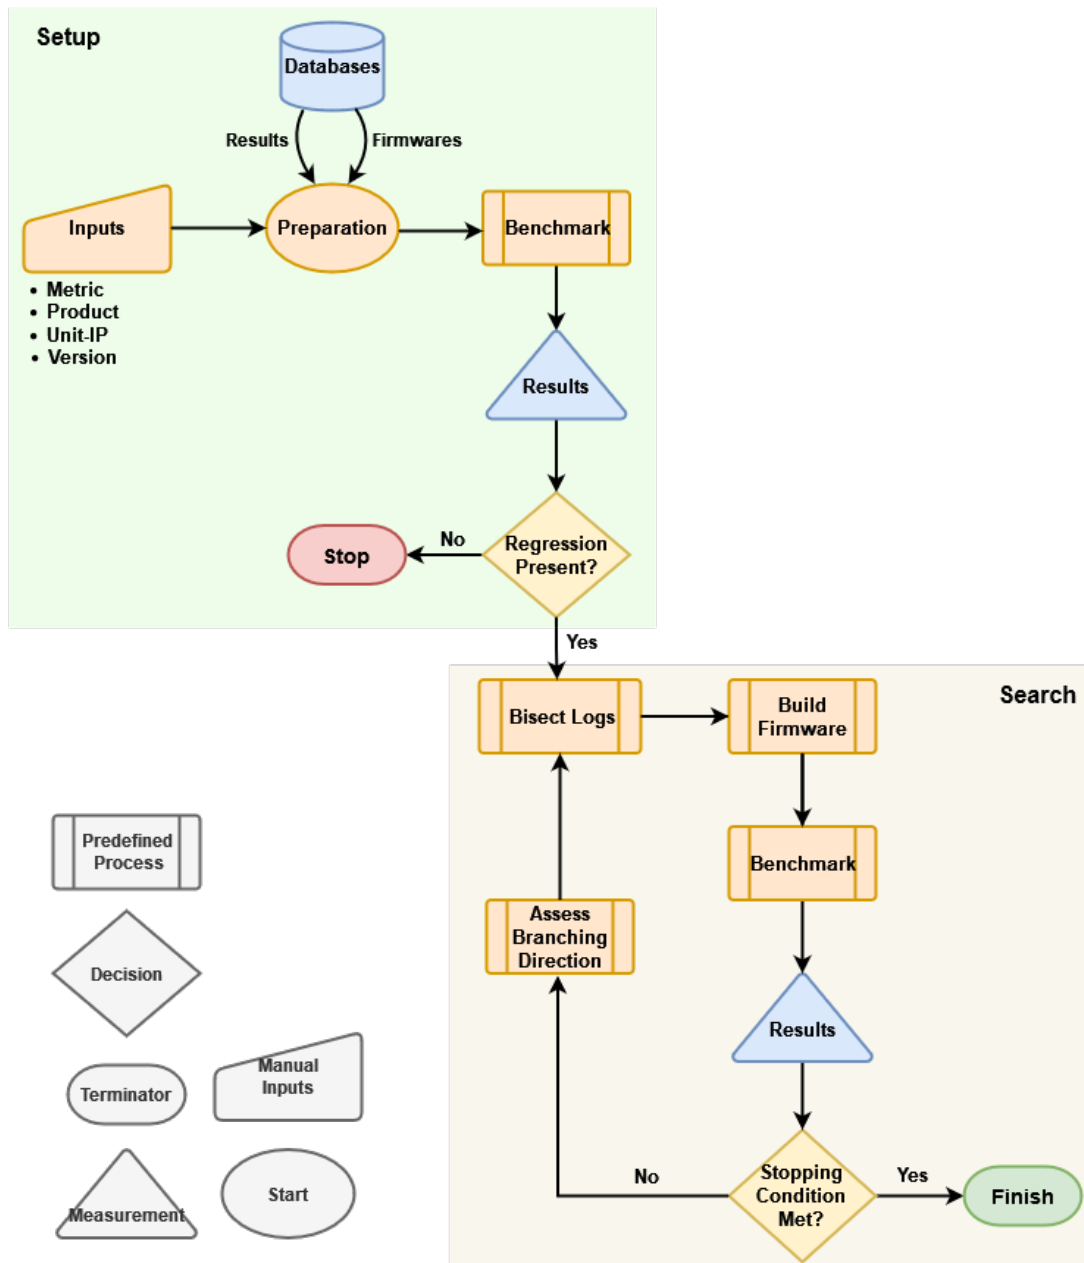 Setup
Databases
Results
Firmwares
Inputs
Preparation
Benchmark
• Metric
• Product
• Unit-IP
• Version
Results
Regression
Present?
No
Stop
Yes
Search
Bisect Logs
Build
Firmware
Benchmark
Assess
Branching
Direction
Results
Stopping
Condition
Met?
No
Yes
Finish
Predefined
Process
Decision
Terminator
Manual
Inputs
Measurement
Start